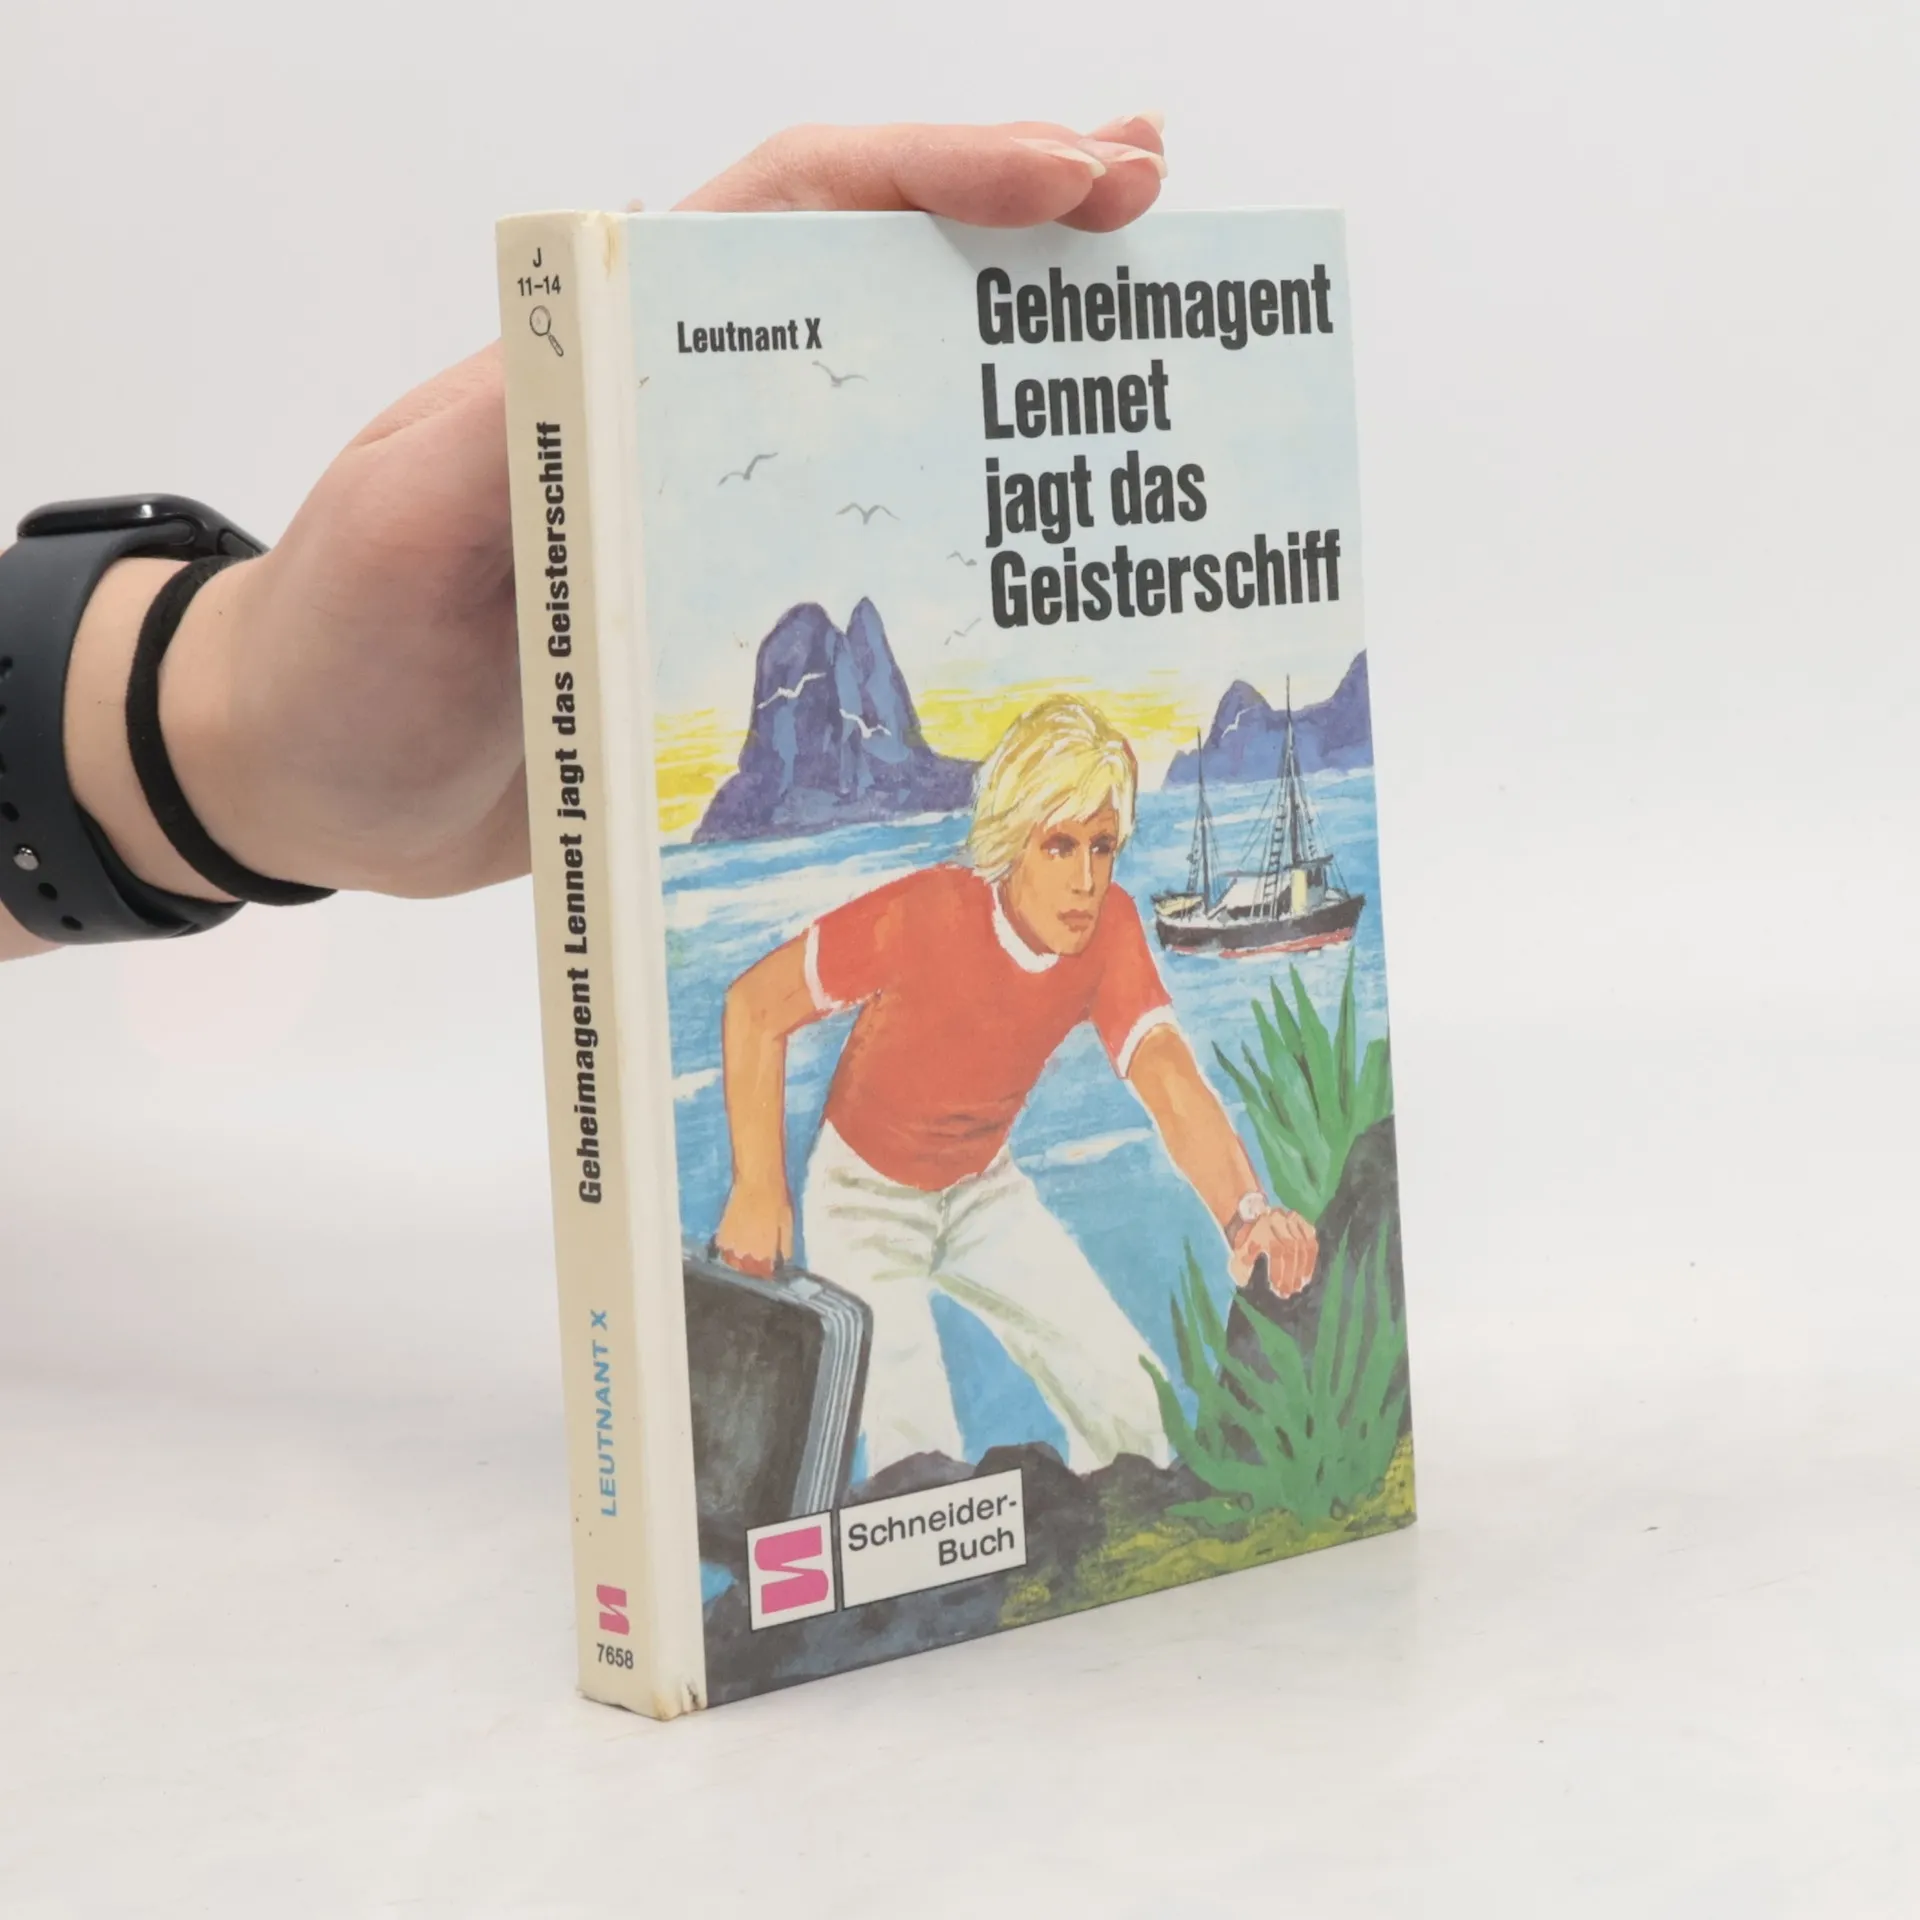 J
11–14
Geheimagent Lennet jagt das Geisterschiff
LEUTNANT X
7658
Leutnant X
Geheimagent
Lennet
jagt das
Geisterschiff
Schneider-
Buch